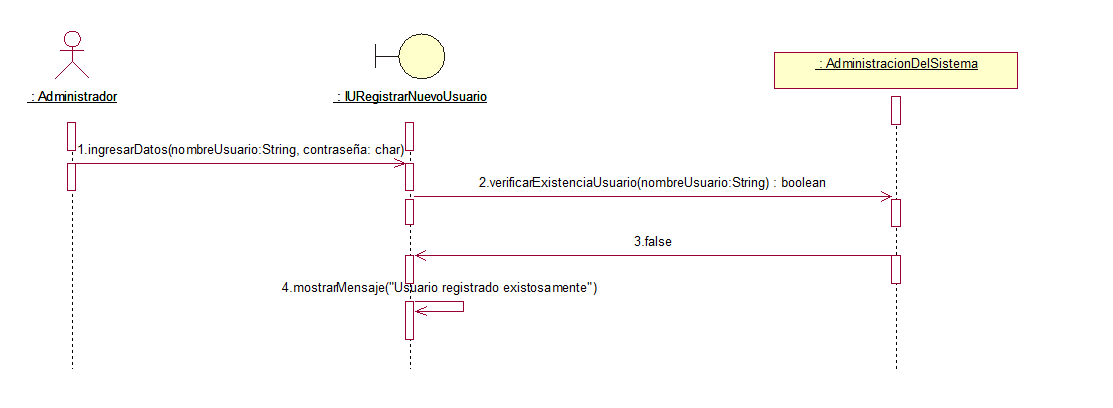 : AdministracionDelSistema
: Administrador
: IURegistrarNuevoUsuario
1.ingresarDatos(nombreUsuario:String, contraseña: char)
2.verificarExistenciaUsuario(nombreUsuario:String) : boolean
3.false
4.mostrarMensaje("Usuario registrado existosamente")